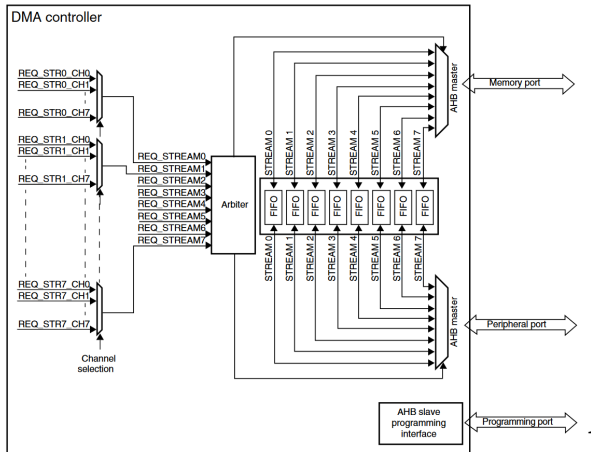 DMA controller
REQ_STR0_CH0
REQ_STR0_CH1
REQ_STR0_CH7
REQ_STR1_CH0
REQ_STR1_CH1
REQ_STR1_CH7
REQ_STR7_CH0
REQ_STR7_CH1
REQ_STR7_CH7
Channel
selection
REQ_STREAM0
REQ_STREAM1
REQ_STREAM2
REQ_STREAM3
REQ_STREAM4
REQ_STREAM5
REQ_STREAM6
REQ_STREAM7
Arbiter
STREAM 0
STREAM 1
STREAM 2
STREAM 3
STREAM 4
STREAM 5
STREAM 6
STREAM 7
FIFO
FIFO
FIFO
FIFO
FIFO
FIFO
FIFO
FIFO
STREAM 0
STREAM 1
STREAM 2
STREAM 3
STREAM 4
STREAM 5
STREAM 6
STREAM 7
AHB master
Memory port
AHB master
Peripheral port
AHB slave
programming
interface
Programming port